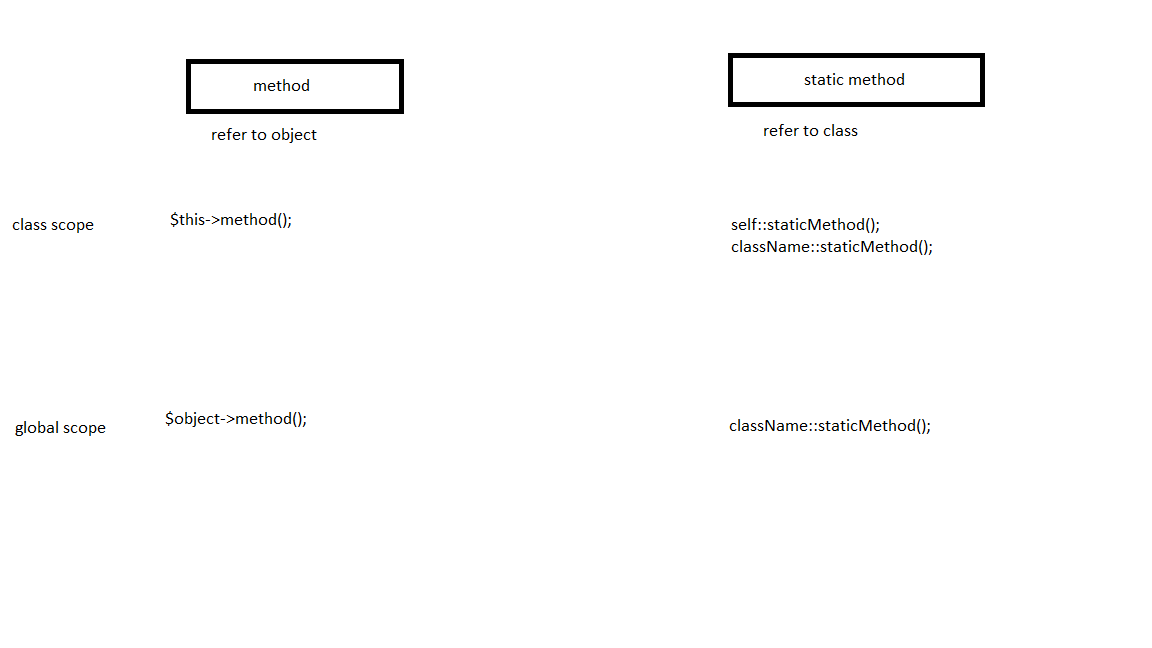 method
static method
refer to object
refer to class
class scope
$this->method();
self::staticMethod();
className::staticMethod();
global scope
$object->method();
className::staticMethod();